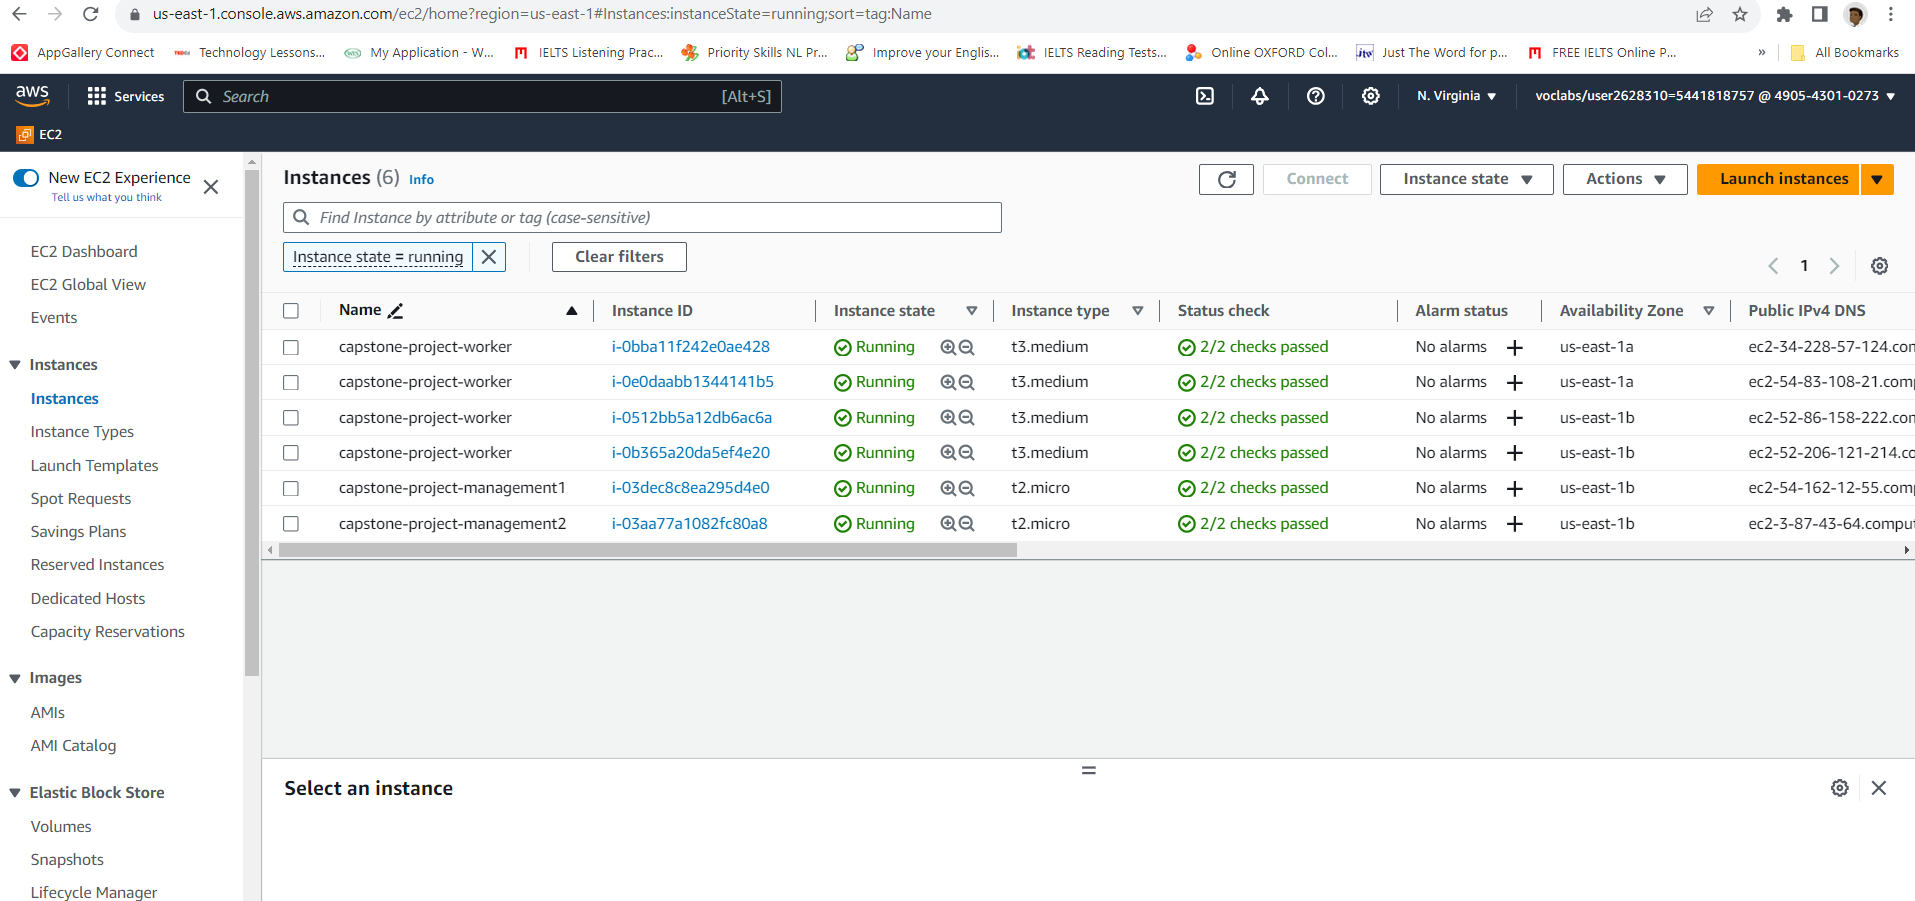 us-east-1.console.aws.amazon.com/ec2/home?region=us-east-1#Instances:instanceState=running;sort=tag:Name
AppGallery Connect Technology Lessons... My Application - W... IELTS Listening Prac... Priority Skills NL Pr... Improve your Englis... IELTS Reading Tests... Online OXFORD Col... Just The Word for p... FREE IELTS Online P... » All Bookmarks
aws Services Search [Alt+S] N. Virginia voclabs/user2628310=5441818757 @ 4905-4301-0273
EC2
New EC2 Experience
Tell us what you think
EC2 Dashboard
EC2 Global View
Events
Instances
Instances
Instance Types
Launch Templates
Spot Requests
Savings Plans
Reserved Instances
Dedicated Hosts
Capacity Reservations
Images
AMIs
AMI Catalog
Elastic Block Store
Volumes
Snapshots
Lifecycle Manager
Instances (6) Info
Connect Instance state Actions Launch instances
Find Instance by attribute or tag (case-sensitive)
Instance state = running Clear filters
1
Name Instance ID Instance state Instance type Status check Alarm status Availability Zone Public IPv4 DNS
capstone-project-worker i-0bba11f242e0ae428 Running t3.medium 2/2 checks passed No alarms us-east-1a ec2-34-228-57-124.con
capstone-project-worker i-0e0daabb1344141b5 Running t3.medium 2/2 checks passed No alarms us-east-1a ec2-54-83-108-21.comp
capstone-project-worker i-0512bb5a12db6ac6a Running t3.medium 2/2 checks passed No alarms us-east-1b ec2-52-86-158-222.con
capstone-project-worker i-0b365a20da5ef4e20 Running t3.medium 2/2 checks passed No alarms us-east-1b ec2-52-206-121-214.co
capstone-project-management1 i-03dec8c8ea295d4e0 Running t2.micro 2/2 checks passed No alarms us-east-1b ec2-54-162-12-55.comp
capstone-project-management2 i-03aa77a1082fc80a8 Running t2.micro 2/2 checks passed No alarms us-east-1b ec2-3-87-43-64.comput
Select an instance